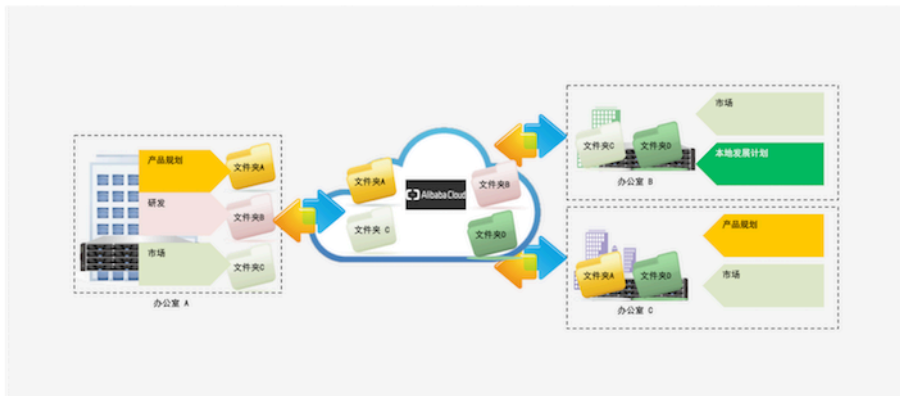 产品规划
文件夹A
研发
文件夹B
市场
文件夹C
办公室 A
文件夹A
Alibaba Cloud
文件夹B
文件夹 C
文件夹D
市场
文件夹C
文件夹D
本地发展计划
办公室 B
产品规划
文件夹A
文件夹D
市场
办公室 C